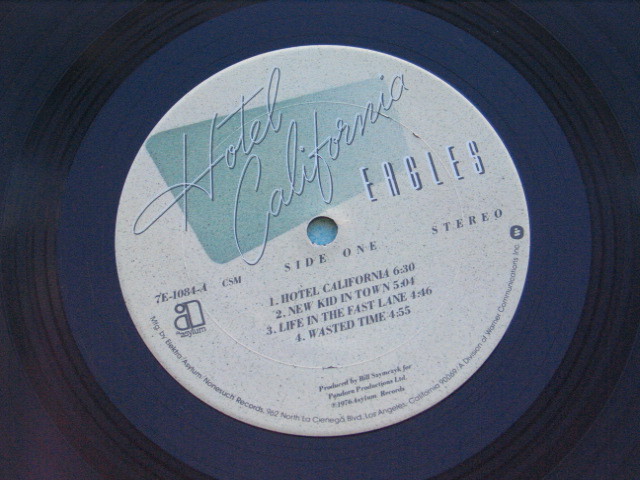 Hotel
California
EAGLES
SIDE ONE
STEREO
7E-1084-A CSM
asylum
1. HOTEL CALIFORNIA 6:30
2. NEW KID IN TOWN 5:04
3. LIFE IN THE FAST LANE 4:46
4. WASTED TIME 4:55
Produced by Bill Szymczyk for
Pandora Productions Ltd.
℗1976 Asylum Records
Mfg. by Elektra/Asylum/Nonesuch Records, 962 North La Cienega Blvd., Los Angeles, California 90069/A Division of Warner Communications Inc.